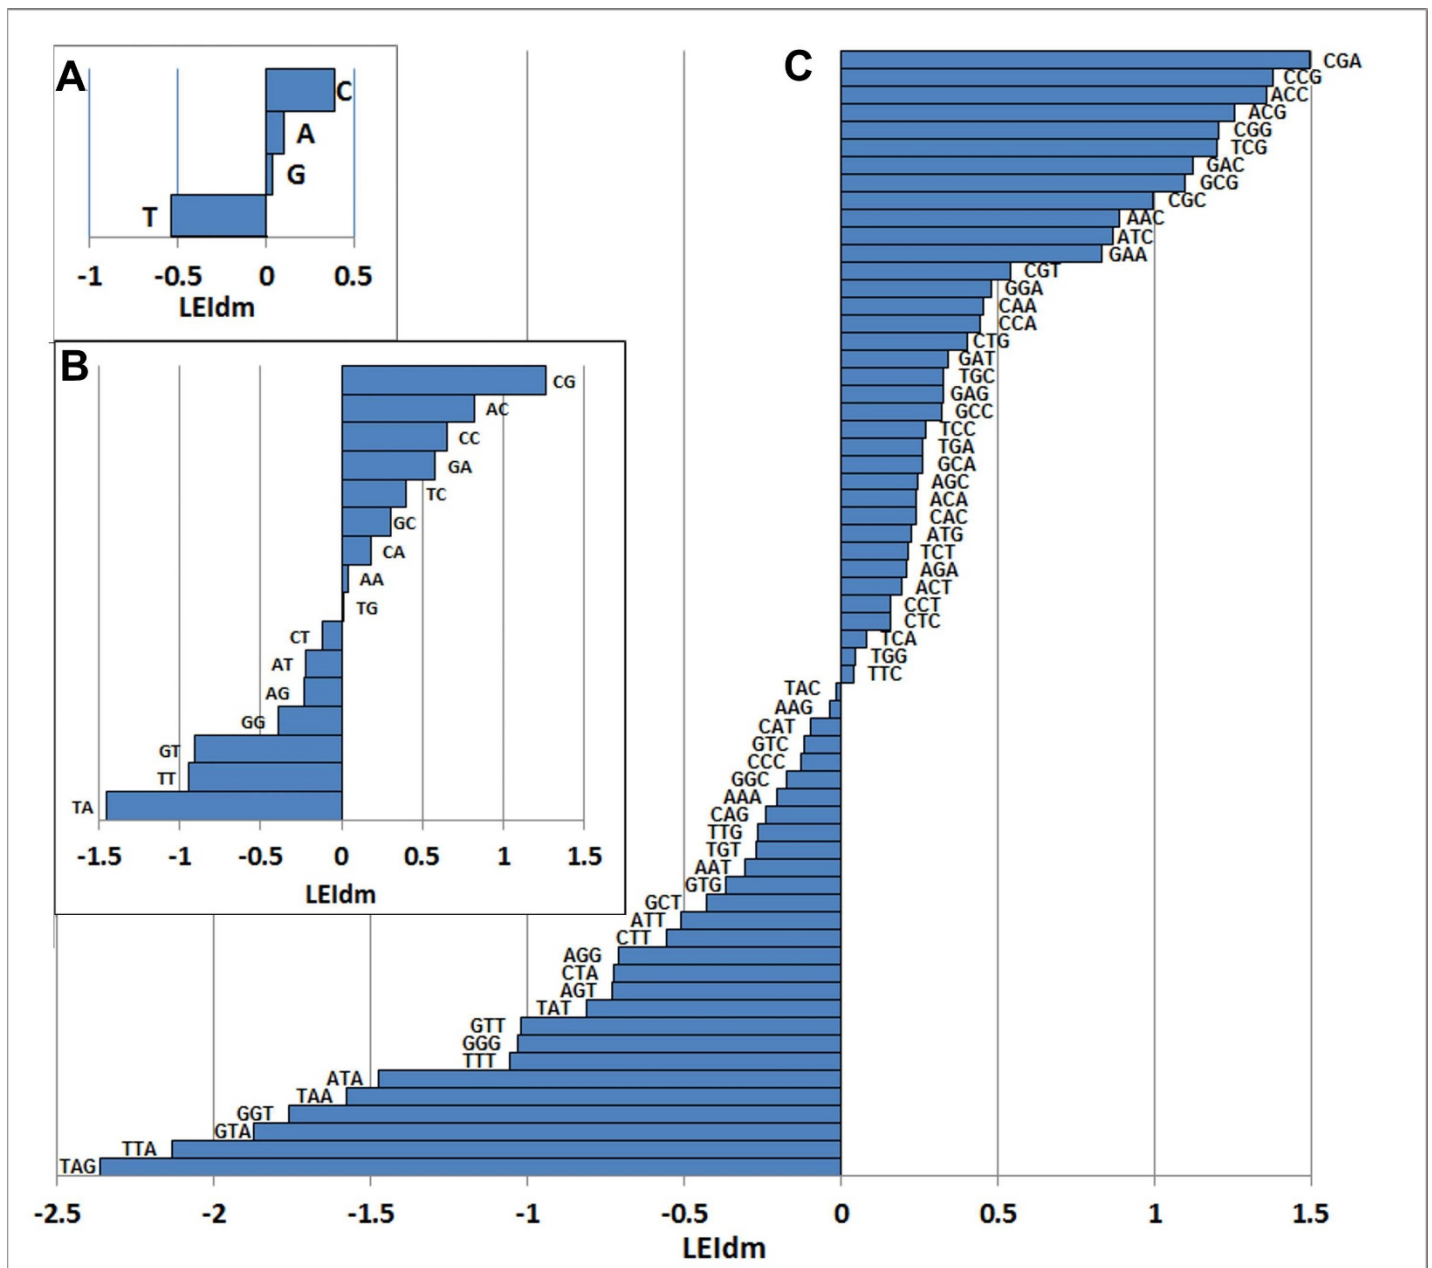 A
C
A
G
T
-1 -0.5 0 0.5
LEIdm
B
CG
AC
CC
GA
TC
GC
CA
AA
TG
CT
AT
AG
GG
GT
TT
TA
-1.5 -1 -0.5 0 0.5 1 1.5
LEIdm
C
CGA
CCG
ACC
ACG
CGG
TCG
GAC
GCG
CGC
AAC
ATC
GAA
CGT
GGA
CAA
CCA
CTG
GAT
TGC
GAG
GCC
TCC
TGA
GCA
AGC
ACA
CAC
ATG
TCT
AGA
ACT
CCT
CTC
TCA
TGG
TTC
TAC
AAG
CAT
GTC
CCC
GGC
AAA
CAG
TTG
TGT
AAT
GTG
GCT
ATT
CTT
AGG
CTA
AGT
TAT
GTT
GGG
TTT
ATA
TAA
GGT
GTA
TTA
TAG
-2.5 -2 -1.5 -1 -0.5 0 0.5 1 1.5
LEIdm